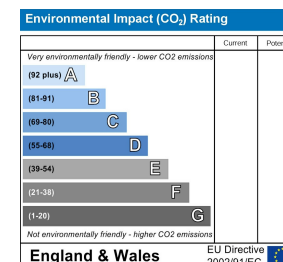 Environmental Impact (CO₂) Rating
Current
Very environmentally friendly - lower CO2 emissions
(92 plus) A
(81-91) B
(69-80) C
(55-68) D
(39-54) E
(21-38) F
(1-20) G
Not environmentally friendly - higher CO2 emissions
England & Wales
EU Directive